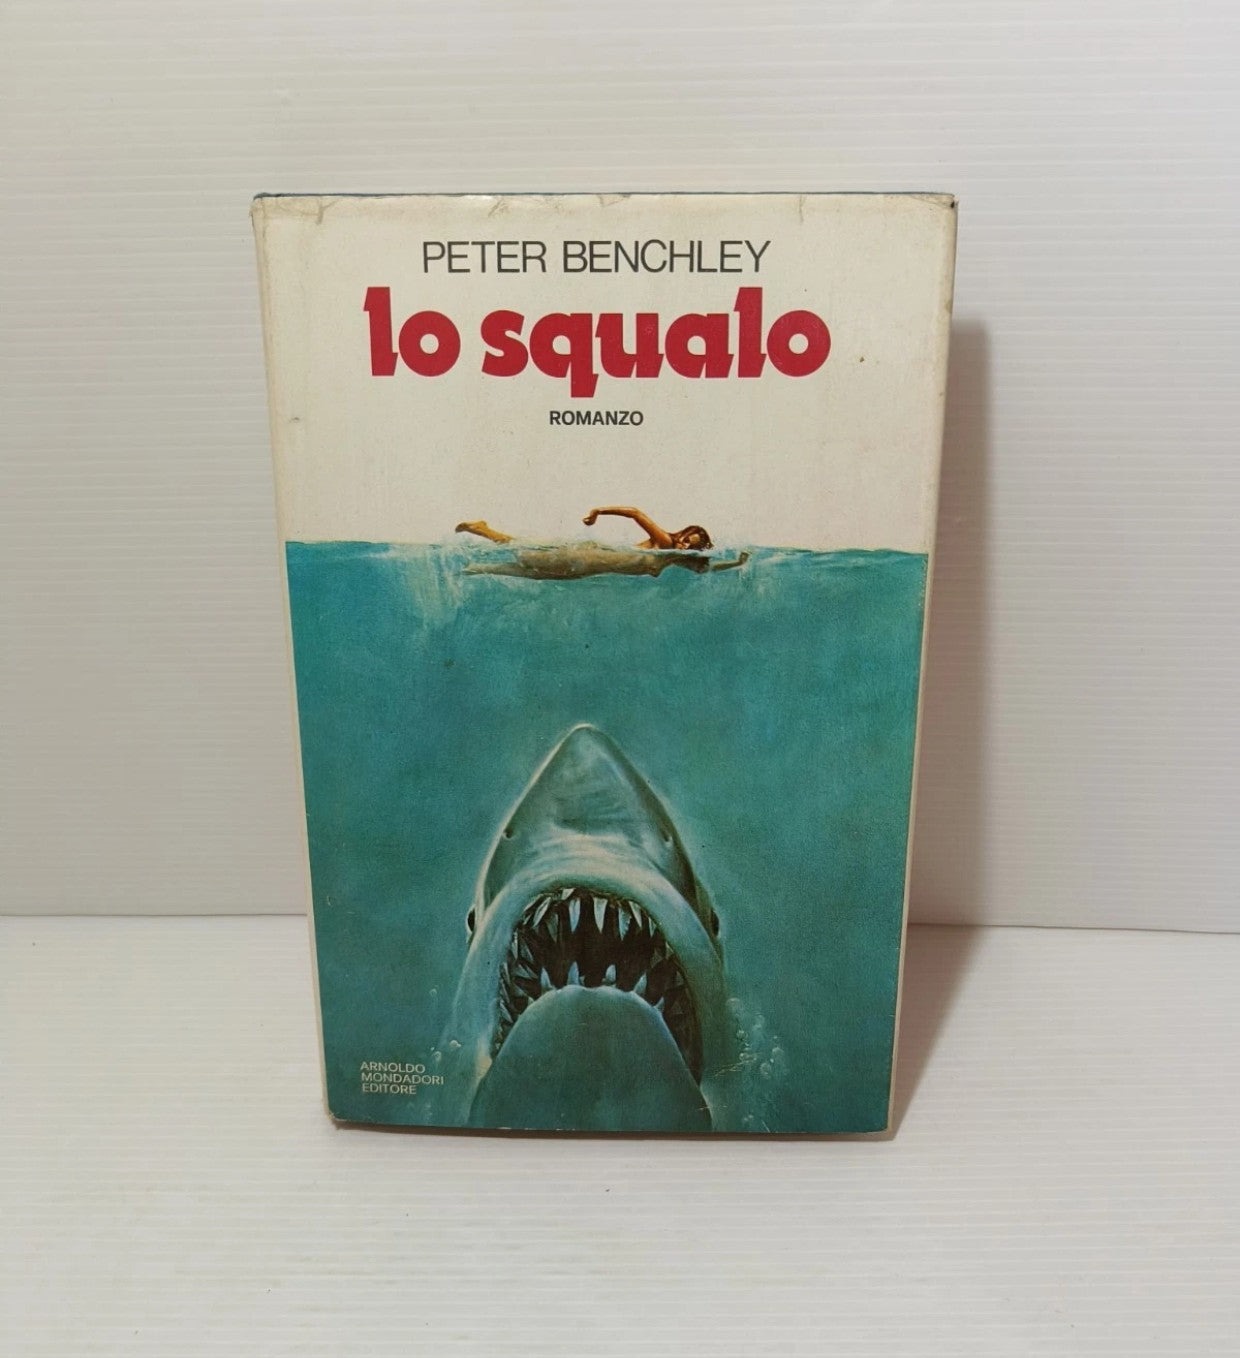 PETER BENCHLEY
lo squalo
ROMANZO
ARNOLDO
MONDADORI
EDITORE